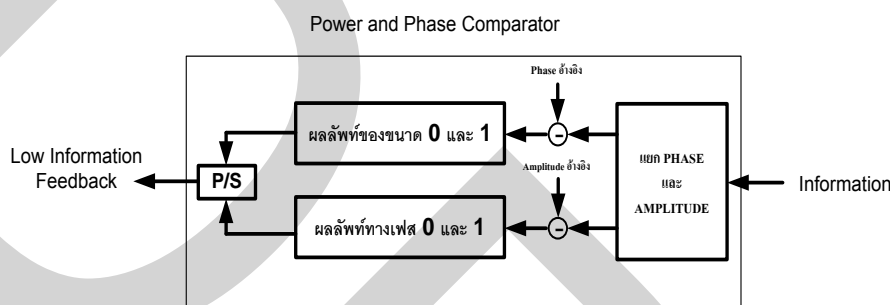 Power and Phase Comparator
Phase อ้างอิง
ผลลัพท์ของขนาด 0 และ 1
-
แยก PHASE
และ
AMPLITUDE
Low Information
Feedback
P/S
Amplitude อ้างอิง
Information
ผลลัพท์ทางเฟส 0 และ 1
-